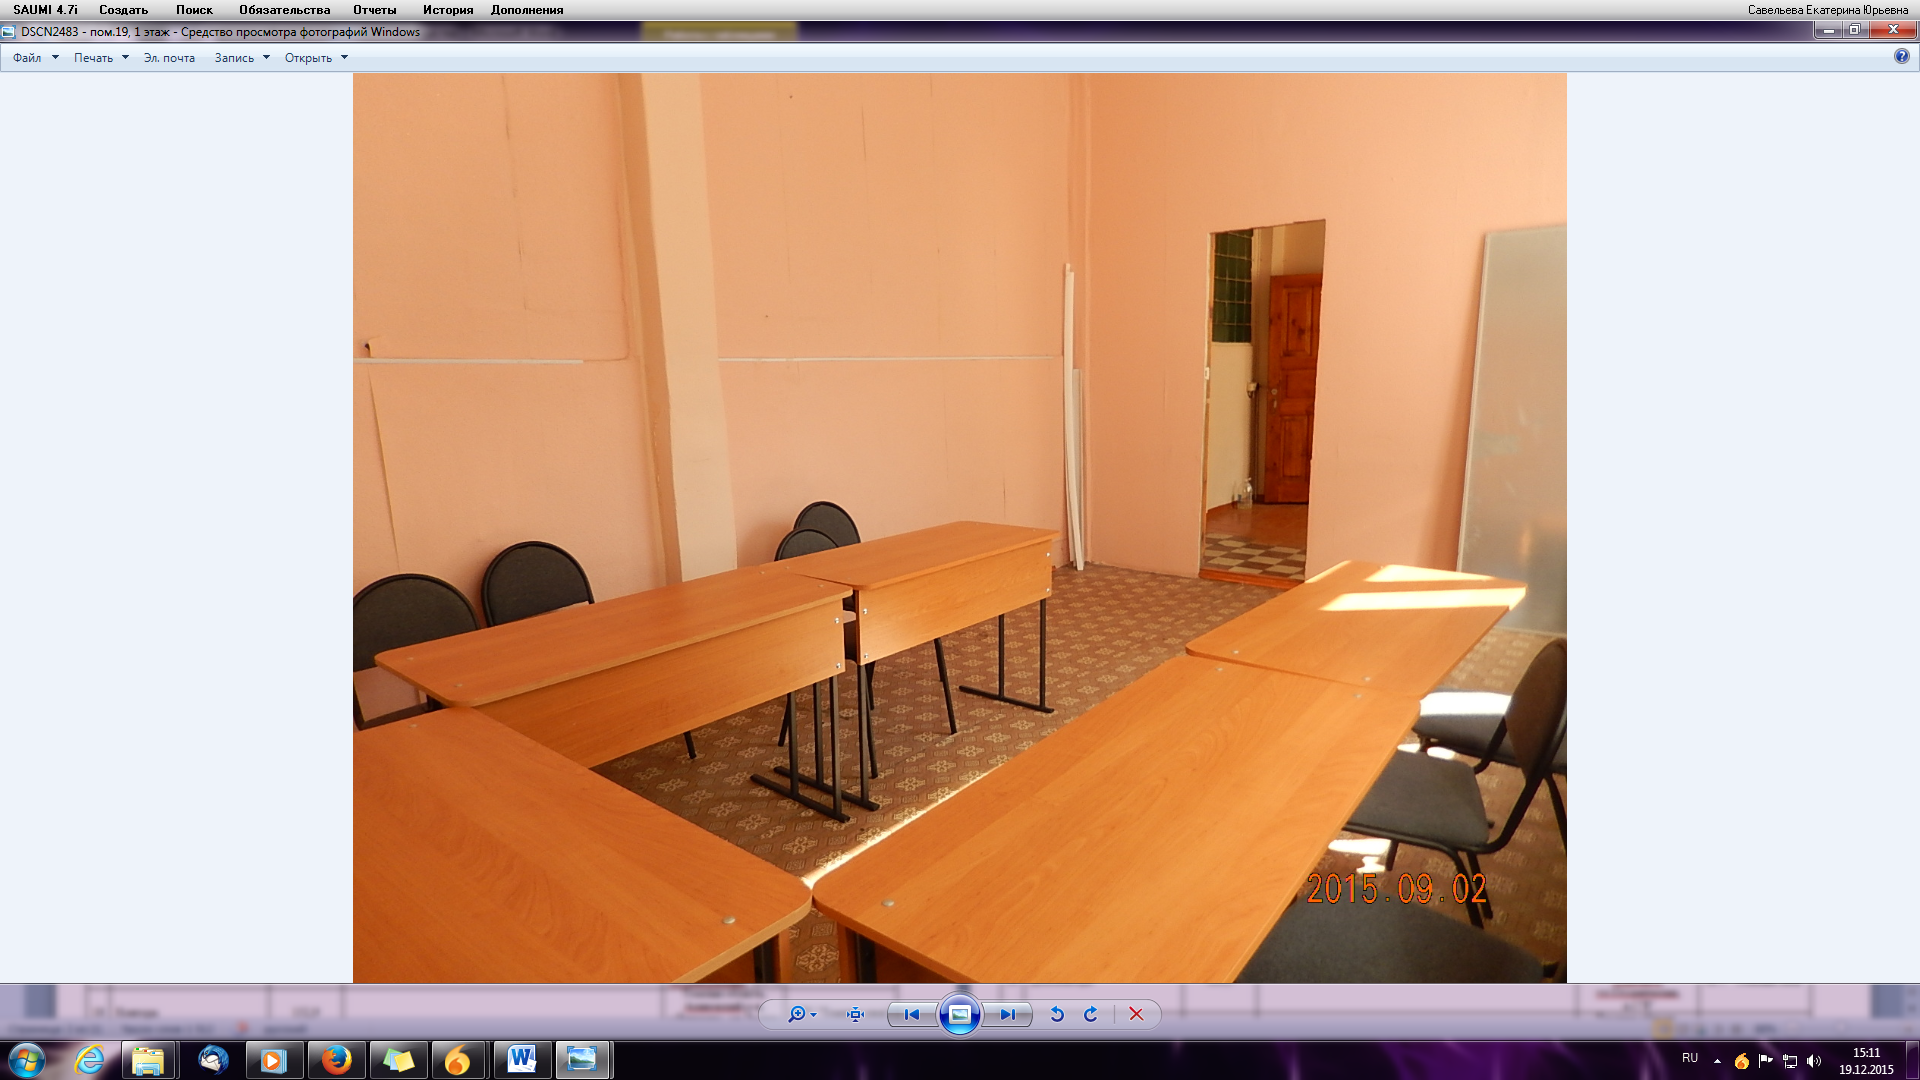 SAUMI 4.7i Создать Поиск Обязательства Отчеты История Дополнения Савельева Екатерина Юрьевна
DSCN2483 - пом.19, 1 этаж - Средство просмотра фотографий Windows
Файл Печать Эл. почта Запись Открыть
2015.09.02
RU 15:11
19.12.2015